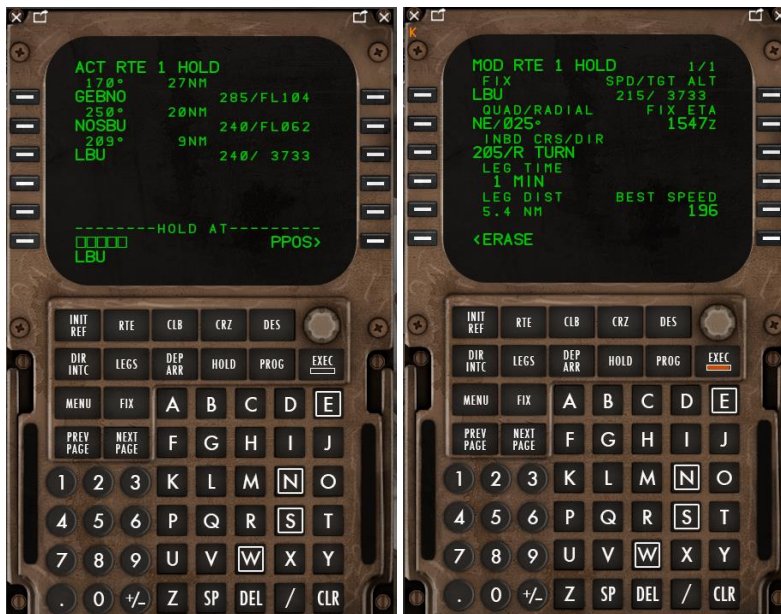 ACT RTE 1 HOLD
170° 27NM
GEBNO 285/FL104
250° 20NM
NOSBU 240/FL062
209° 9NM
LBU 240/ 3733
--------HOLD AT---------
□□□□□ PPOS>
LBU
INIT REF RTE CLB CRZ DES
DIR INTC LEGS DEP ARR HOLD PROG EXEC
MENU FIX A B C D E
PREV PAGE NEXT PAGE F G H I J
1 2 3 K L M N O
4 5 6 P Q R S T
7 8 9 U V W X Y
. 0 +/- Z SP DEL / CLR
K
MOD RTE 1 HOLD 1/1
FIX SPD/TGT ALT
LBU 215/ 3733
QUAD/RADIAL FIX ETA
NE/025° 1547Z
INBD CRS/DIR
205/R TURN
LEG TIME
1 MIN
LEG DIST BEST SPEED
5.4 NM 196
<ERASE
INIT REF RTE CLB CRZ DES
DIR INTC LEGS DEP ARR HOLD PROG EXEC
MENU FIX A B C D E
PREV PAGE NEXT PAGE F G H I J
1 2 3 K L M N O
4 5 6 P Q R S T
7 8 9 U V W X Y
. 0 +/- Z SP DEL / CLR